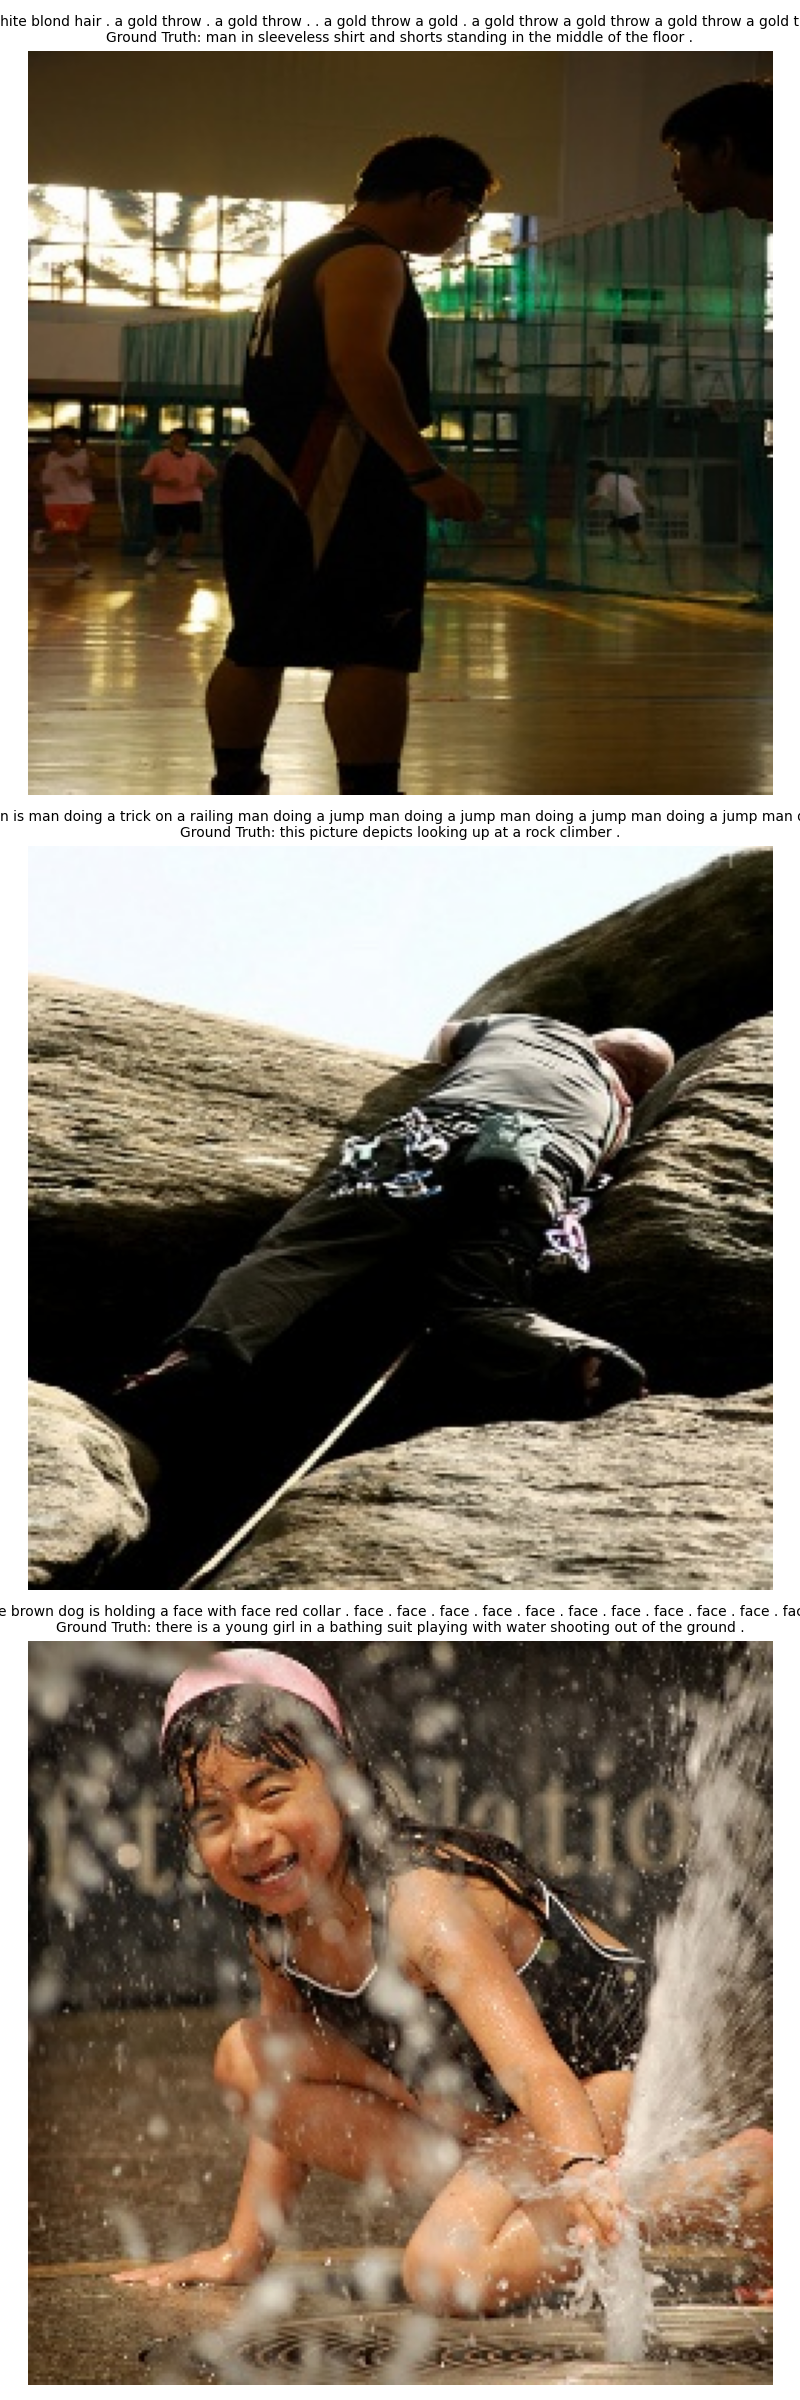 hite blond hair . a gold throw . a gold throw . . a gold throw a gold . a gold throw a gold throw a gold throw a gold t
Ground Truth: man in sleeveless shirt and shorts standing in the middle of the floor .
n is man doing a trick on a railing man doing a jump man doing a jump man doing a jump man doing a jump man
Ground Truth: this picture depicts looking up at a rock climber .
e brown dog is holding a face with face red collar . face . face . face . face . face . face . face . face . face . face . fac
Ground Truth: there is a young girl in a bathing suit playing with water shooting out of the ground .